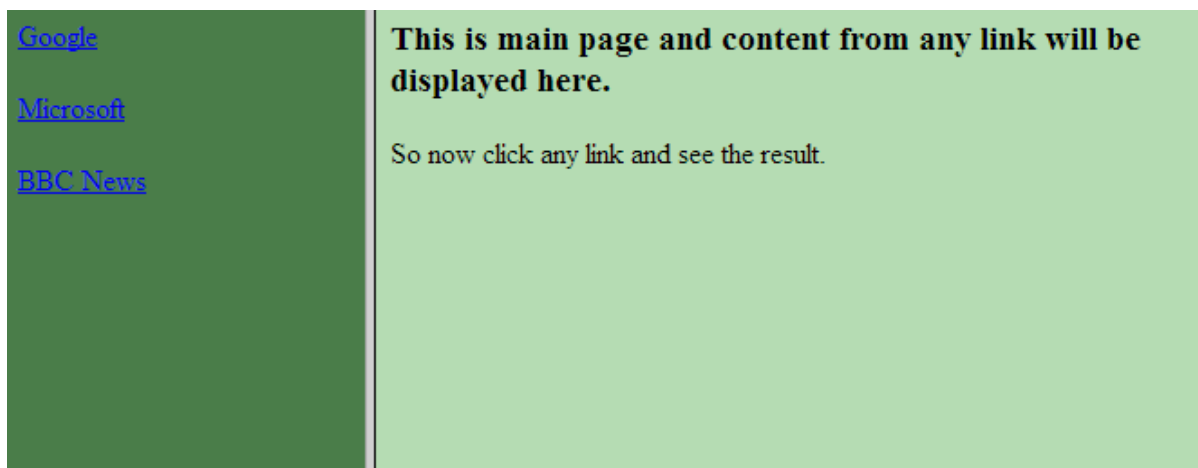 Google
Microsoft
BBC News
This is main page and content from any link will be
displayed here.
So now click any link and see the result.